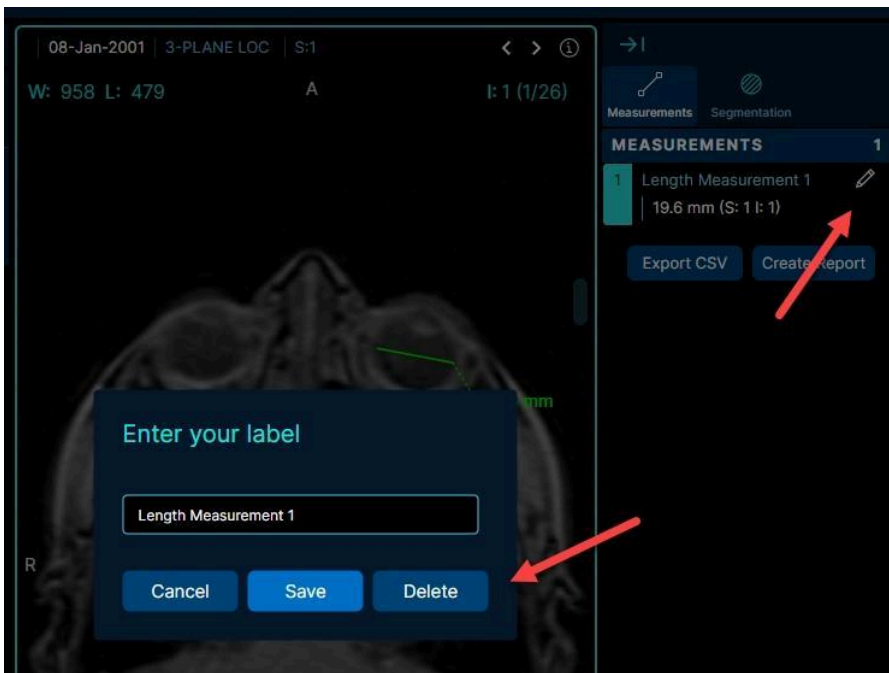 08-Jan-2001 3-PLANE LOC S:1
W: 958 L: 479 A I: 1 (1/26)
Measurements Segmentation
MEASUREMENTS 1
1 Length Measurement 1
19.6 mm (S: 1 I: 1)
Export CSV Create Report
mm
Enter your label
Length Measurement 1
R
Cancel Save Delete